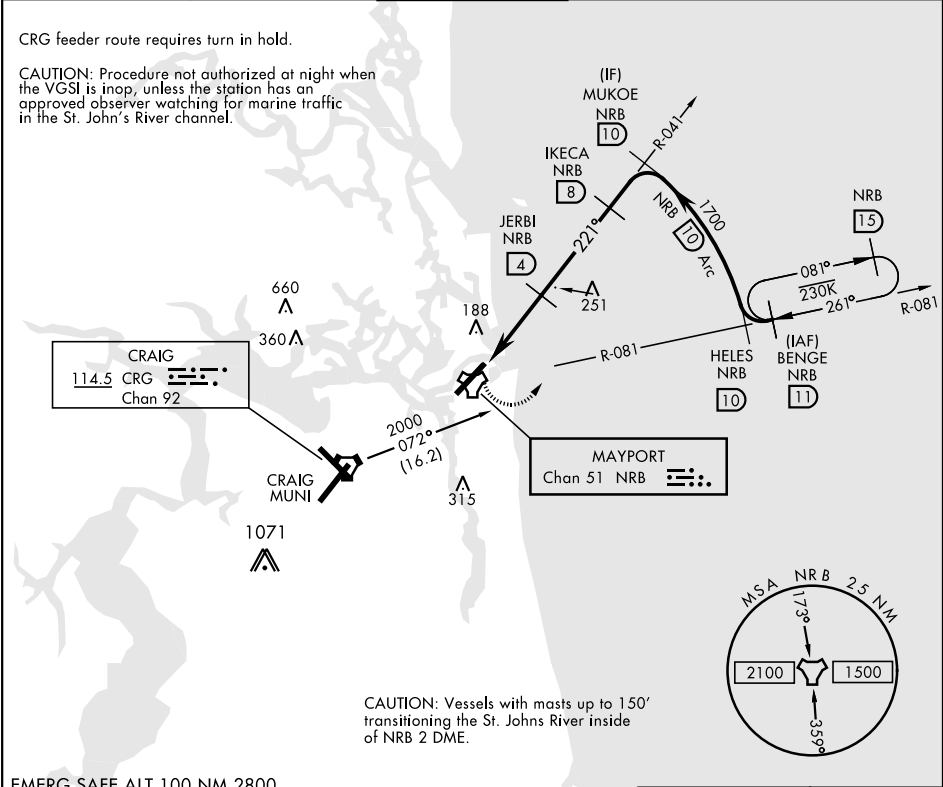 CRG feeder route requires turn in hold.
CAUTION: Procedure not authorized at night when
the VGSI is inop, unless the station has an
approved observer watching for marine traffic
in the St. John's River channel.
(IF)
MUKOE
NRB
10
R-041
IKECA
NRB
8
JERBI
NRB
4
221°
1700
NRB 10 Arc
NRB
15
081°
230K
261°
R-081
R-081
HELES
NRB
10
(IAF)
BENGE
NRB
11
251
188
660
360
CRAIG
114.5 CRG
Chan 92
2000
072°
(16.2)
CRAIG
MUNI
MAYPORT
Chan 51 NRB
315
1071
MSA NRB 25 NM
173°
2100
1500
359°
CAUTION: Vessels with masts up to 150'
transitioning the St. Johns River inside
of NRB 2 DME.
EMERG SAFE ALT 100 NM 2800